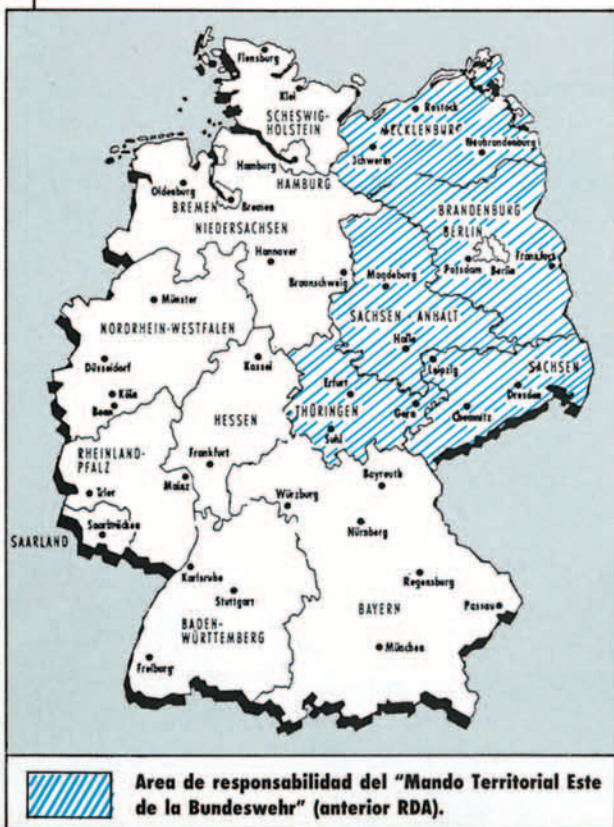 Flensburg
Kiel
SCHESWIG-
HOLSTEIN
Rostock
MECKLENBURG
Schwerin
Neubrandenburg
Hamburg
HAMBURG
Oldenburg
BREMEN
Bremen
NIEDERSACHSEN
BRANDENBURG
BERLIN
Potsdam
Berlin
Frankfort
Hannover
Braunschweig
Magdeburg
Münster
SACHSEN - ANHALT
NORDRHEIN-WESTFALEN
Halle
Leipzig
SACHSEN
Düsseldorf
Kassel
Erfurt
Dresden
Köln
Bonn
THÜRINGEN
Gera
Chemnitz
HESSEN
Suhl
RHEINLAND-
PFALZ
Frankfurt
Mainz
Bayreuth
Trier
Würzburg
Saarbrücken
Nürnberg
SAARLAND
Karlsruhe
Regensburg
Stuttgart
Passau
BADEN-
WÜRTTEMBERG
BAYERN
München
Freiburg
Area de responsabilidad del "Mando Territorial Este
de la Bundeswehr" (anterior RDA).